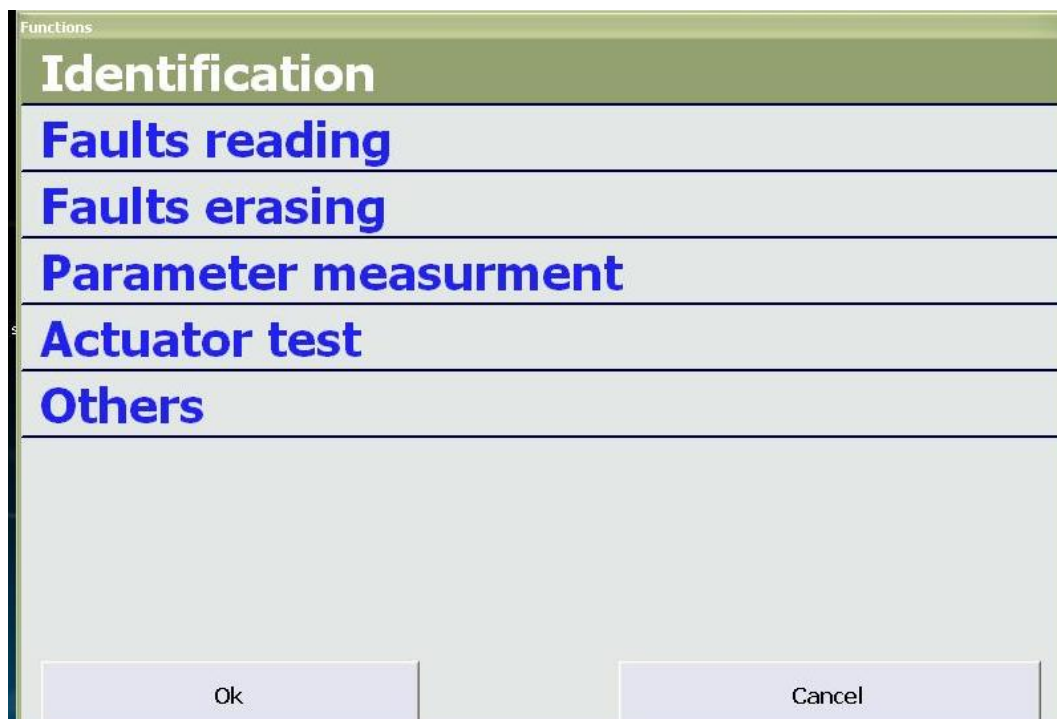 Functions
Identification
Faults reading
Faults erasing
Parameter measurment
Actuator test
Others
Ok
Cancel